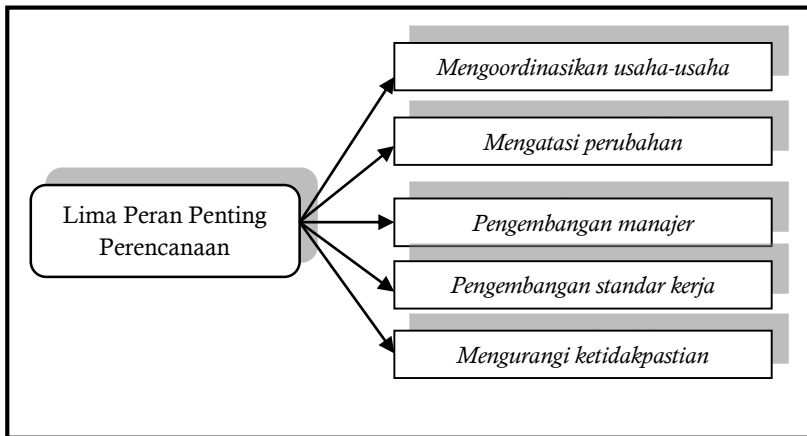 Lima Peran Penting
Perencanaan
Mengoordinasikan usaha-usaha
Mengatasi perubahan
Pengembangan manajer
Pengembangan standar kerja
Mengurangi ketidakpastian